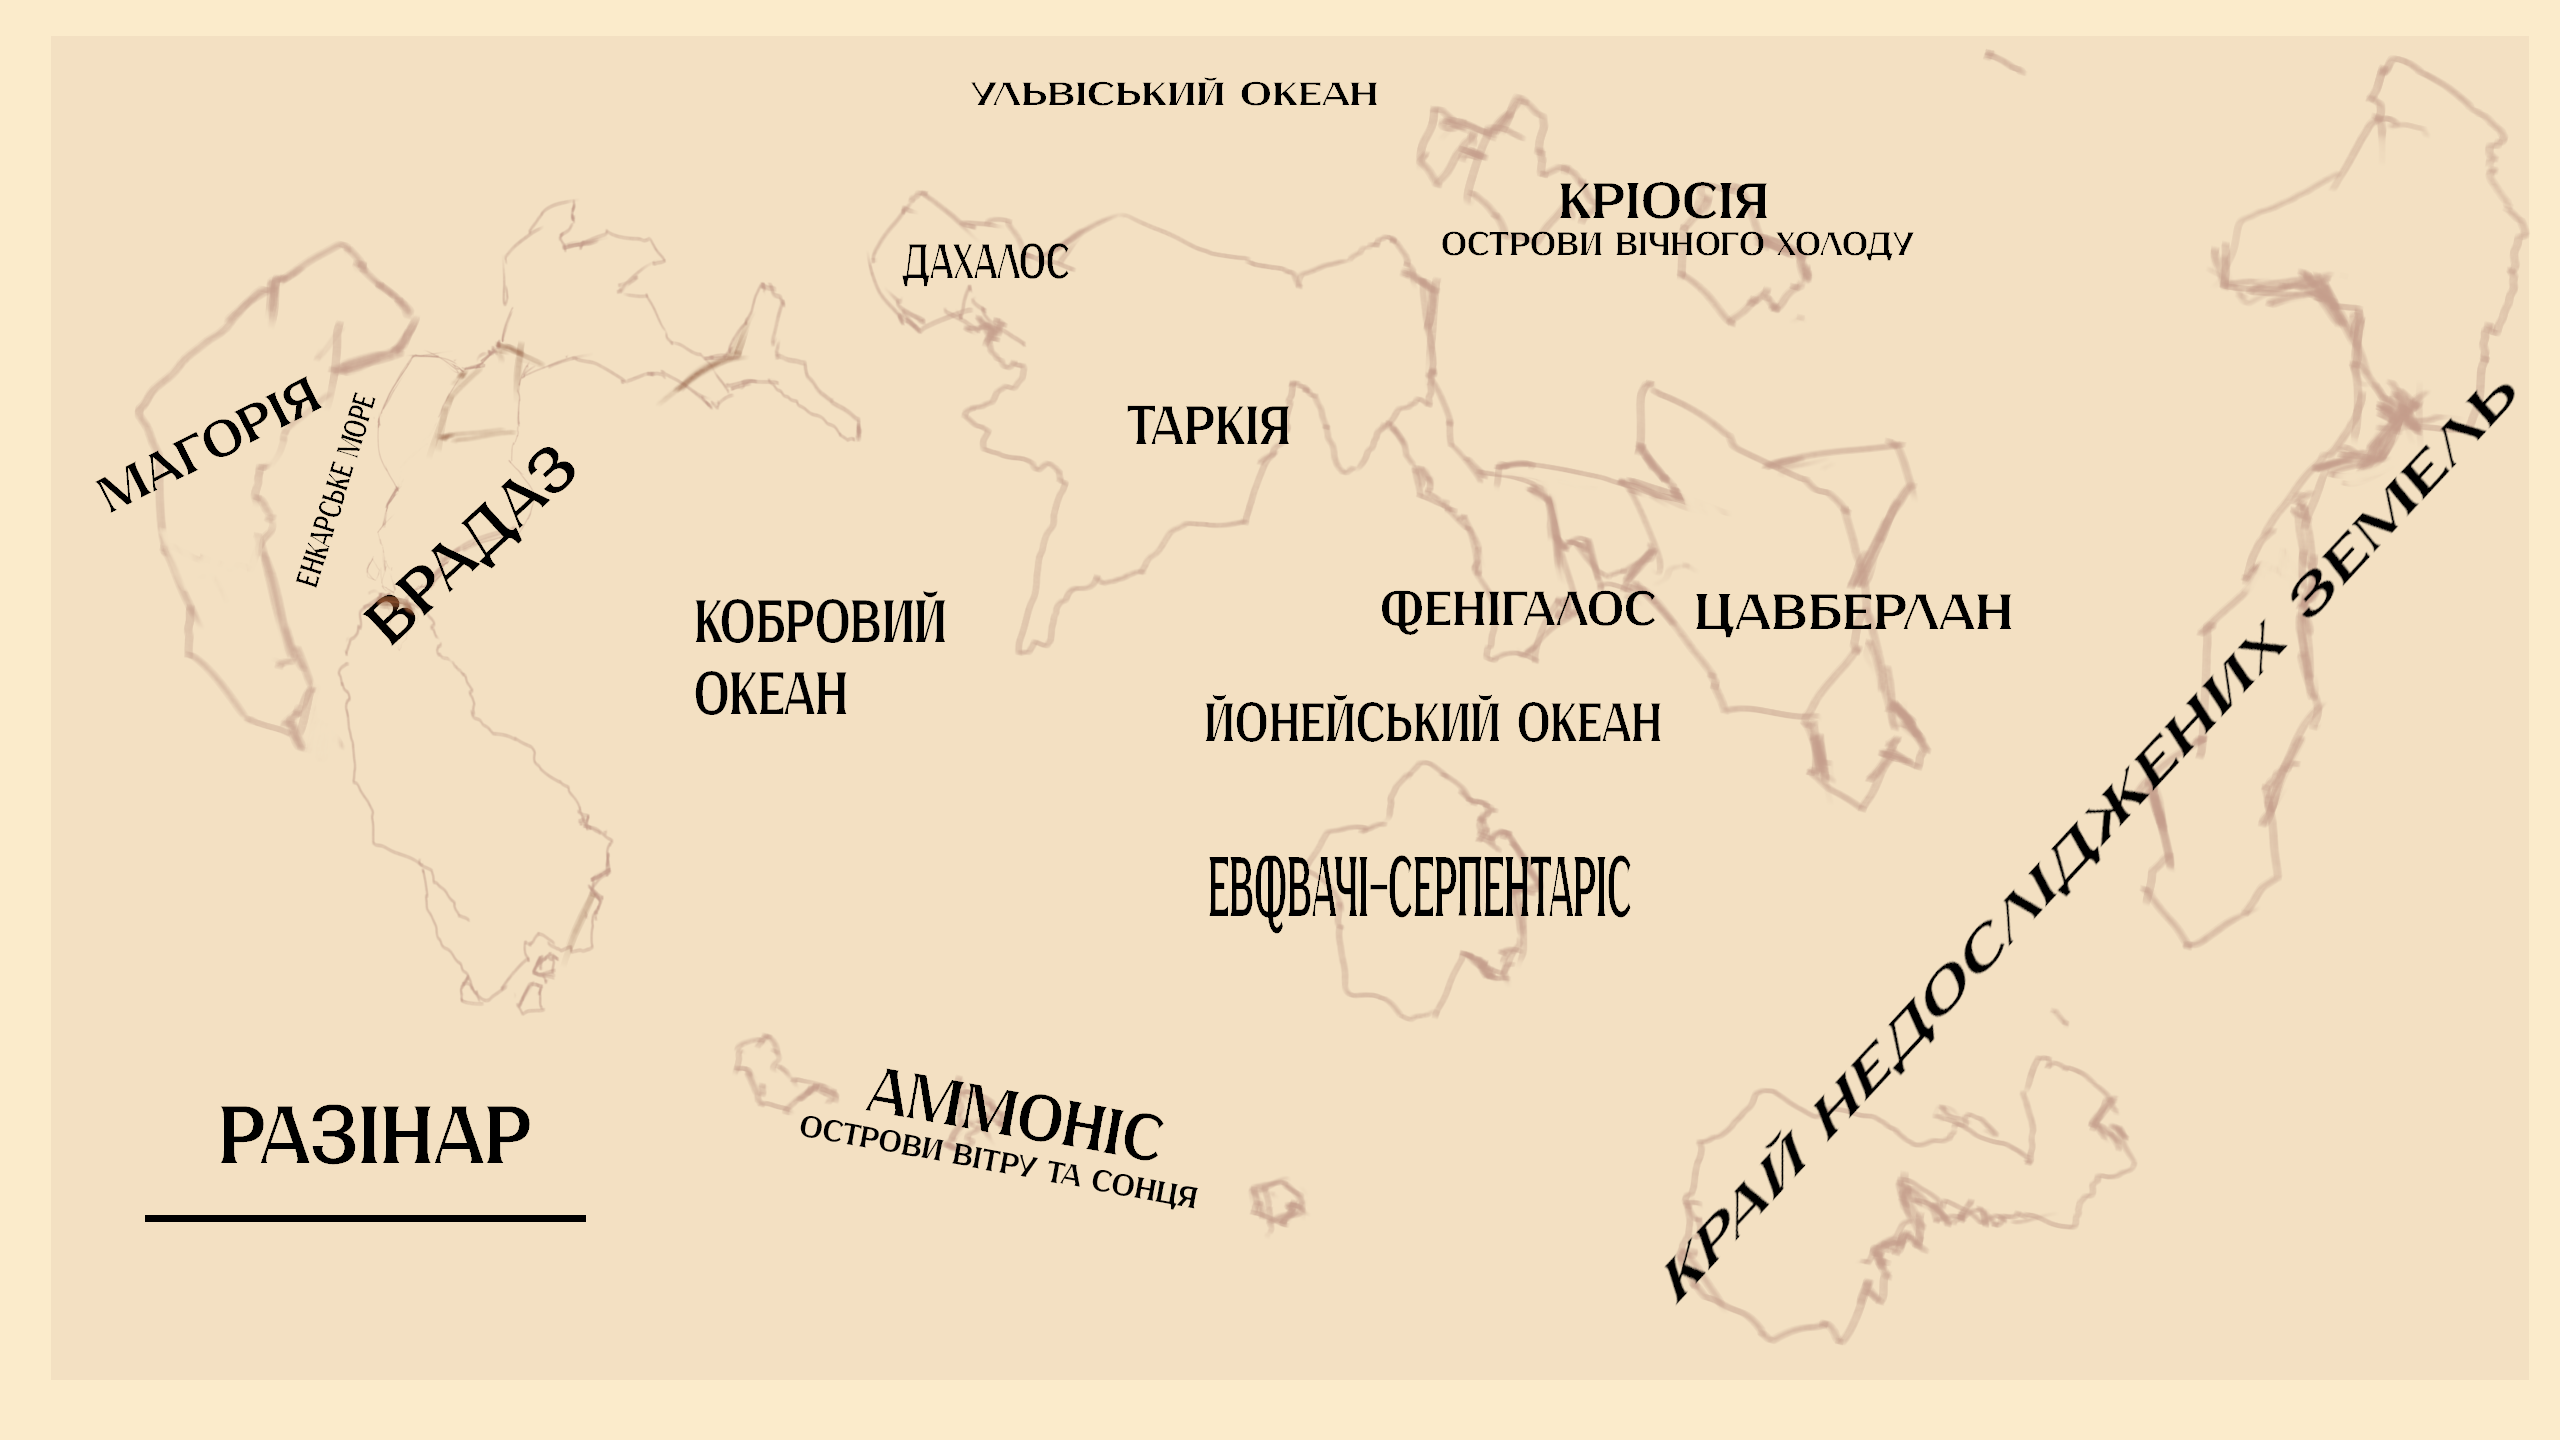 УЛЬВІСЬКИЙ ОКЕАН
КРІОСІЯ
ОСТРОВИ ВІЧНОГО ХОЛОДУ
ДАХАЛОС
МАГОРІЯ
ЕНКАРСЬКЕ МОРЕ
ВРАДАЗ
ТАРКІЯ
КОБРОВИЙ
ОКЕАН
ФЕНІГАЛОС
ЦАВБЕРЛАН
ЙОНЕЙСЬКИЙ ОКЕАН
ЕВФВАЧІ-СЕРПЕНТАРІС
КРАЙ НЕДОСЛІДЖЕНИХ ЗЕМЕЛЬ
АММОНІС
ОСТРОВИ ВІТРУ ТА СОНЦЯ
РАЗІНАР